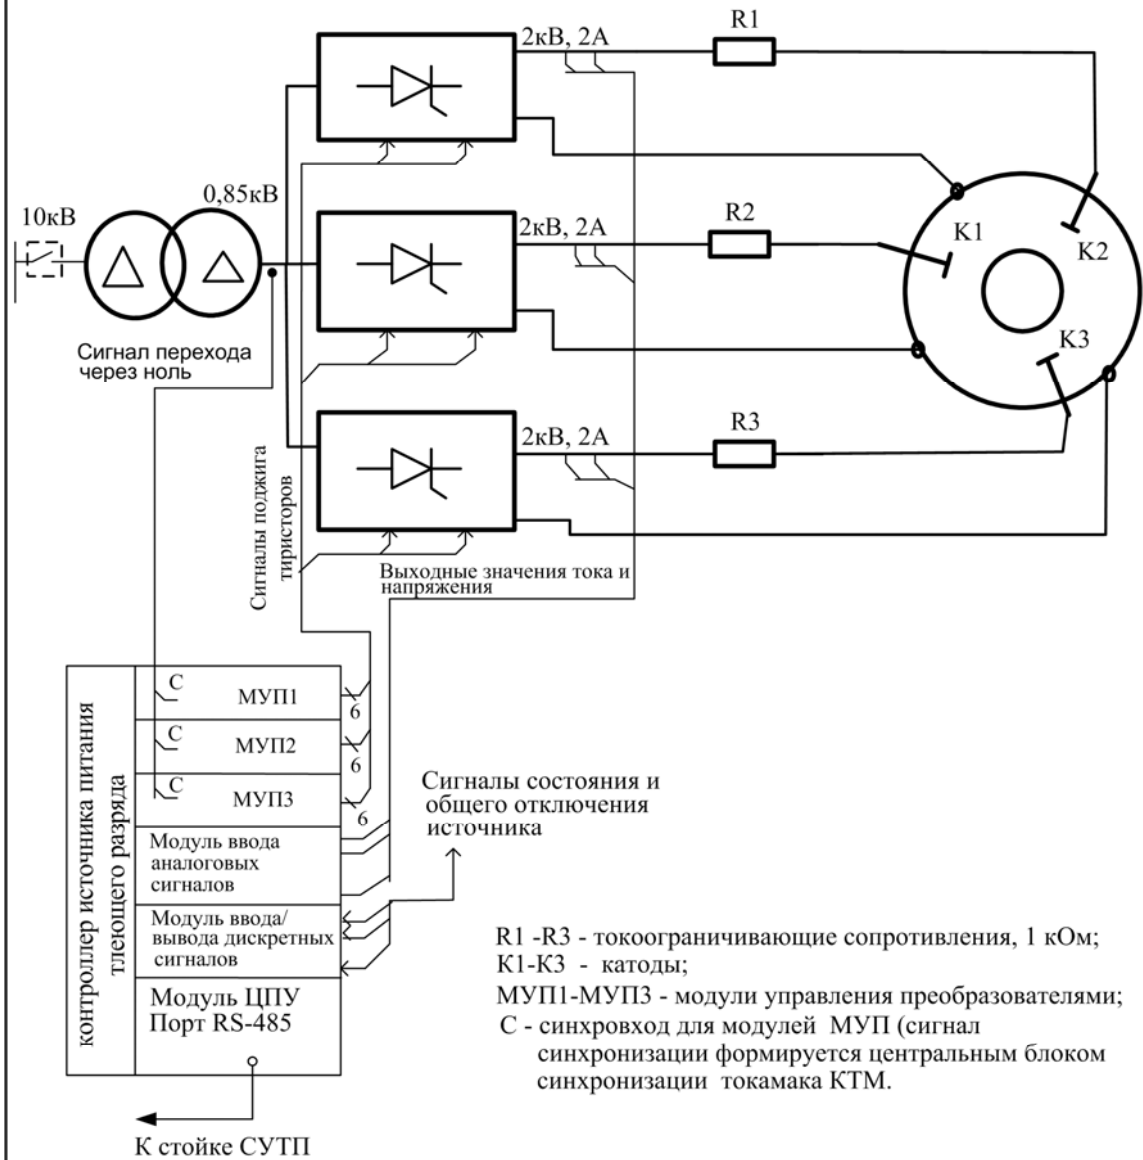 R1
2кВ, 2А
0,85кВ
10кВ
R2
2кВ, 2А
К1
К2
Сигнал перехода
через ноль
К3
R3
2кВ, 2А
Сигналы поджига
тиристоров
Выходные значения тока и
напряжения
контроллер источника питания
тлеющего разряда
С
МУП1
6
С
МУП2
6
С
МУП3
6
Сигналы состояния и
общего отключения
источника
Модуль ввода
аналоговых
сигналов
Модуль ввода/
вывода дискретных
сигналов
Модуль ЦПУ
Порт RS-485
К стойке СУТП
R1 -R3 - токоограничивающие сопротивления, 1 кОм;
К1-К3 - катоды;
МУП1-МУП3 - модули управления преобразователями;
С - синхровход для модулей МУП (сигнал
синхронизации формируется центральным блоком
синхронизации токамака КТМ.